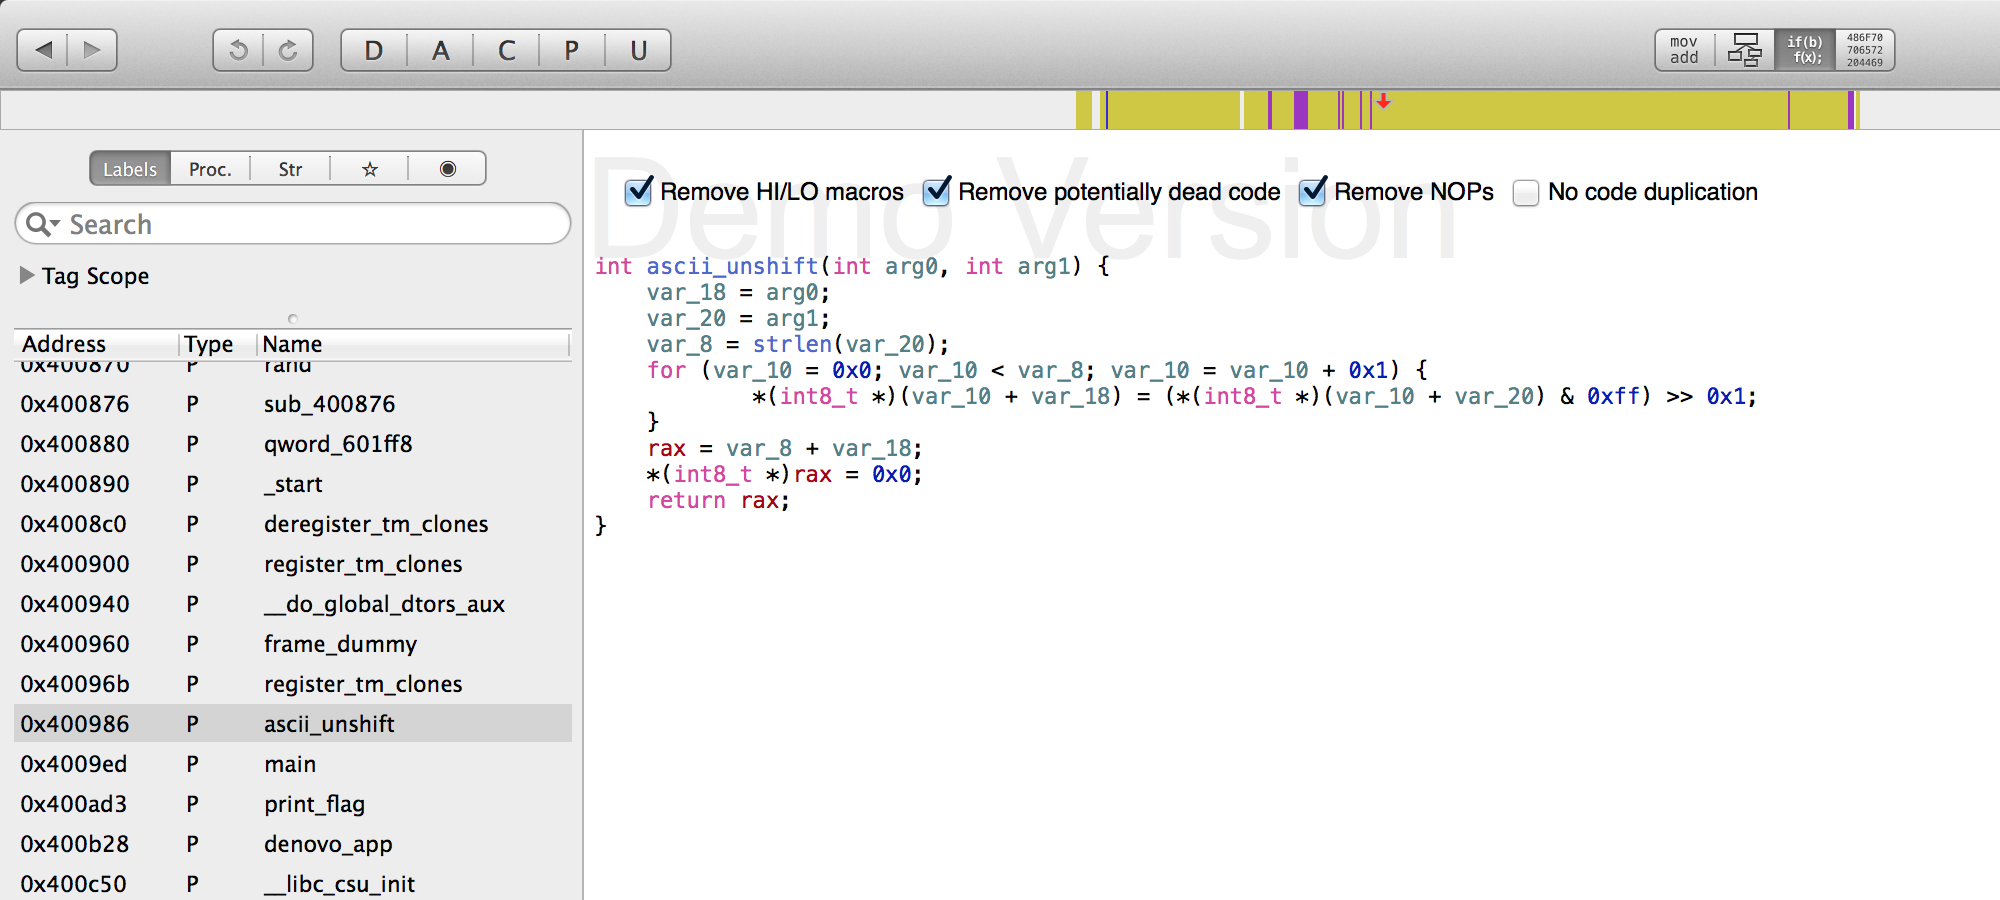 D A C P U
mov add
if(b) f(x);
486F70 706572 204469
Demo Version
Labels Proc. Str
Search
Tag Scope
Remove HI/LO macros Remove potentially dead code Remove NOPs No code duplication
Address Type Name
0x400870 P rand
0x400876 P sub_400876
0x400880 P qword_601ff8
0x400890 P _start
0x4008c0 P deregister_tm_clones
0x400900 P register_tm_clones
0x400940 P __do_global_dtors_aux
0x400960 P frame_dummy
0x40096b P register_tm_clones
0x400986 P ascii_unshift
0x4009ed P main
0x400ad3 P print_flag
0x400b28 P denovo_app
0x400c50 P __libc_csu_init
int ascii_unshift(int arg0, int arg1) {
    var_18 = arg0;
    var_20 = arg1;
    var_8 = strlen(var_20);
    for (var_10 = 0x0; var_10 < var_8; var_10 = var_10 + 0x1) {
            *(int8_t *)(var_10 + var_18) = (*(int8_t *)(var_10 + var_20) & 0xff) >> 0x1;
    }
    rax = var_8 + var_18;
    *(int8_t *)rax = 0x0;
    return rax;
}